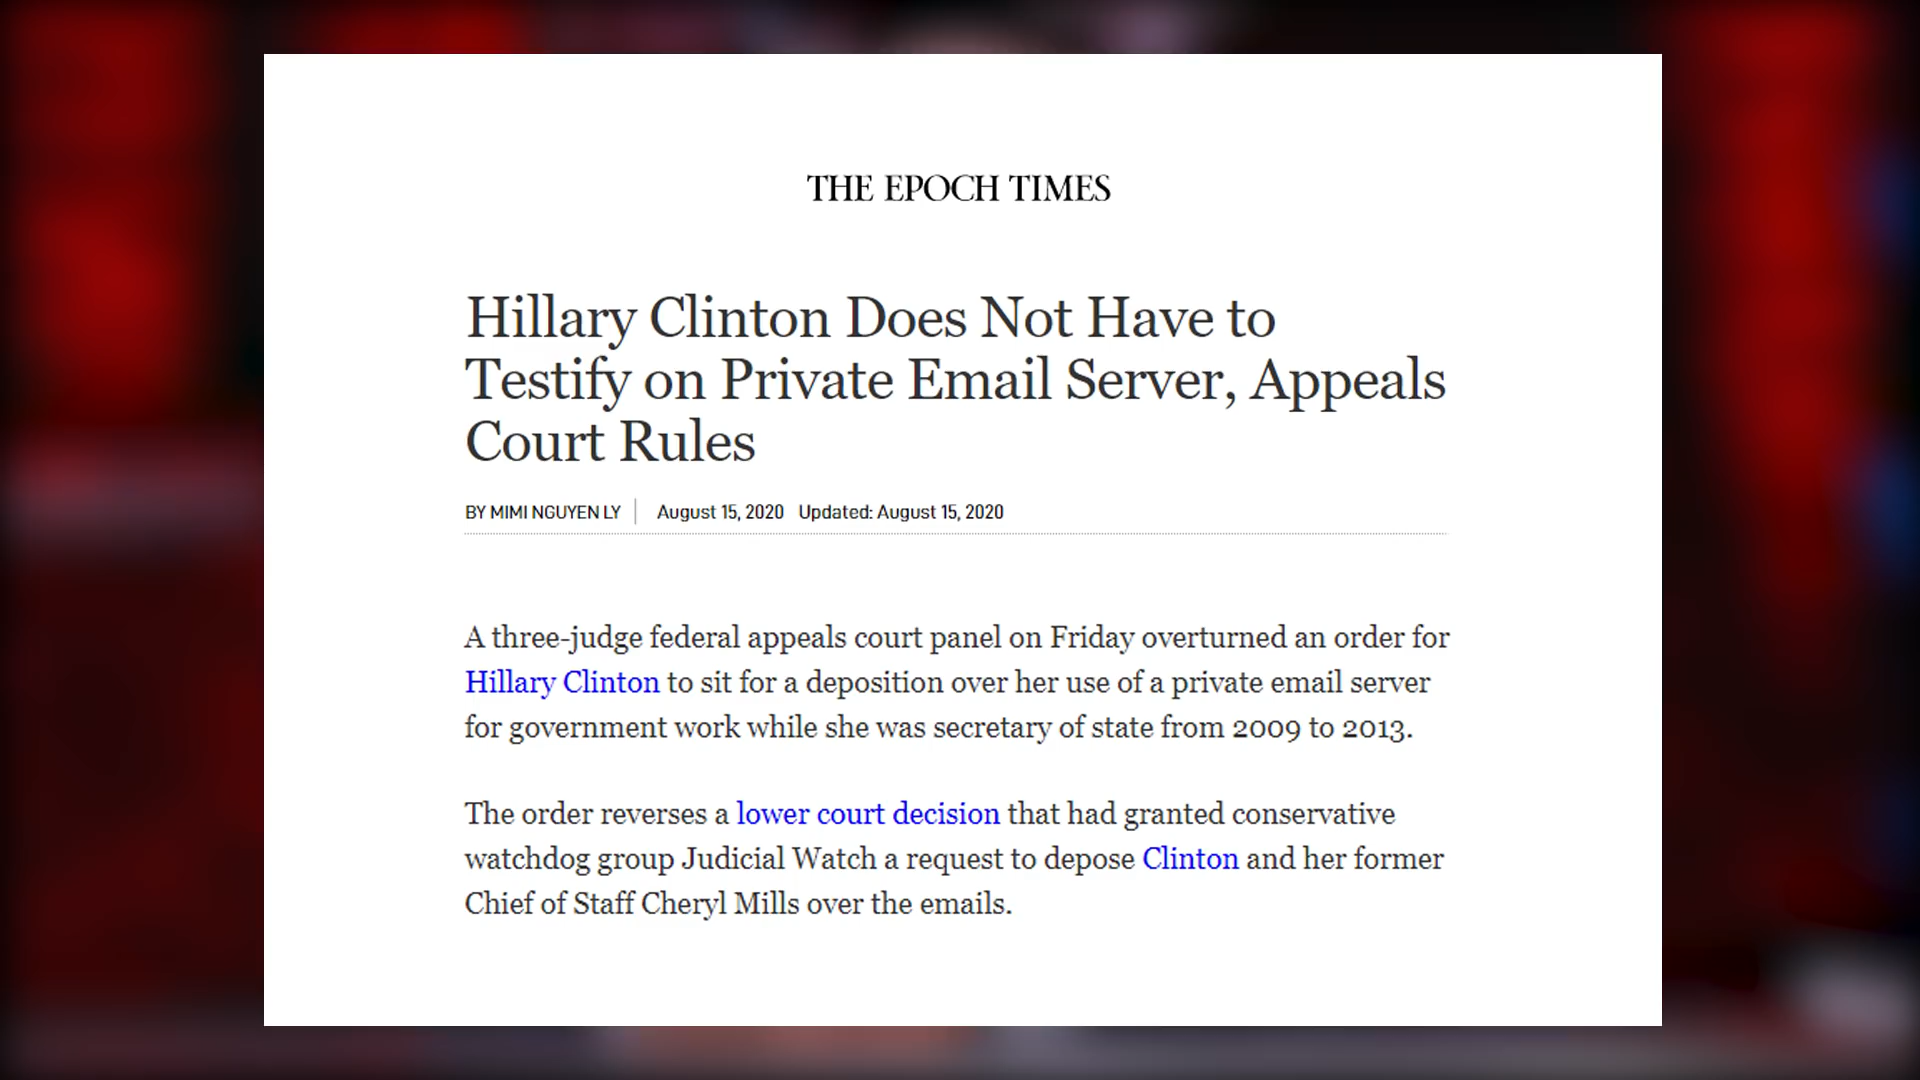 THE EPOCH TIMES
Hillary Clinton Does Not Have to
Testify on Private Email Server, Appeals
Court Rules
BY MIMI NGUYEN LY August 15, 2020 Updated: August 15, 2020
A three-judge federal appeals court panel on Friday overturned an order for
Hillary Clinton to sit for a deposition over her use of a private email server
for government work while she was secretary of state from 2009 to 2013.
The order reverses a lower court decision that had granted conservative
watchdog group Judicial Watch a request to depose Clinton and her former
Chief of Staff Cheryl Mills over the emails.